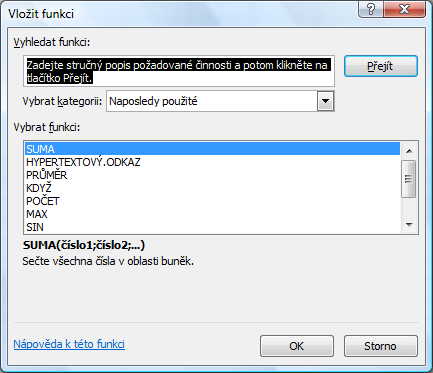 Vložit funkci
Vyhledat funkci:
Zadejte stručný popis požadované činnosti a potom klikněte na
tlačítko Přejít.
Přejít
Vybrat kategorii:
Naposledy použité
Vybrat funkci:
SUMA
HYPERTEXTOVÝ.ODKAZ
PRŮMĚR
KDYŽ
POČET
MAX
SIN
SUMA(číslo1;číslo2;...)
Sečte všechna čísla v oblasti buněk.
Nápověda k této funkci
OK
Storno